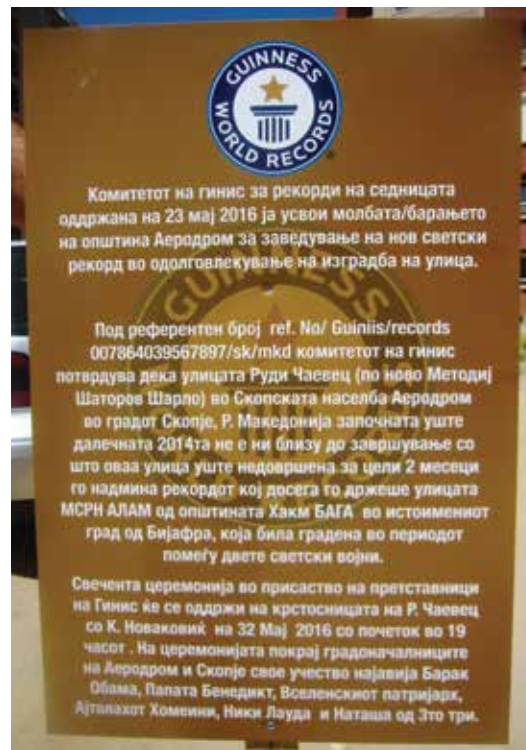 GUINNESS
WORLD RECORDS
Комитетот на гинис за рекорди на седницата
оддржана на 23 мај 2016 ја усвои молбата/барањето
на општина Аеродром за заведување на нов светски
рекорд во одолговлекување на изградба на улица.
Под референтен број ref. No/ Guiniis/records
007864039567897/sk/mkd комитетот на гинис
потврдува дека улицата Руди Чаевец (по ново Методиј
Шаторов Шарло) во Скопската населба Аеродром
во градот Скопје, Р. Македонија започната уште
далечната 2014та не е ни близу до завршување со
што оваа улица уште недовршена за цели 2 месеци
го надмина рекордот кој досега го држеше улицата
МСРН АЛАМ од општината Хакм БАГА во истоимениот
град од Бијафра, која била градена во периодот
помеѓу двете светски војни.
Свечента церемонија во присаство на претставници
на Гинис ќе се оддржи на крстосницата на Р. Чаевец
со К. Новаковиќ на 32 Мај 2016 со почеток во 19
часот . На церемонијата покрај градоначалниците
на Аеродром и Скопје свое учество најавија Барак
Обама, Папата Бенедикт, Вселенскиот патријарх,
Ајтолахот Хомеини, Ники Лауда и Наташа од 3то три.